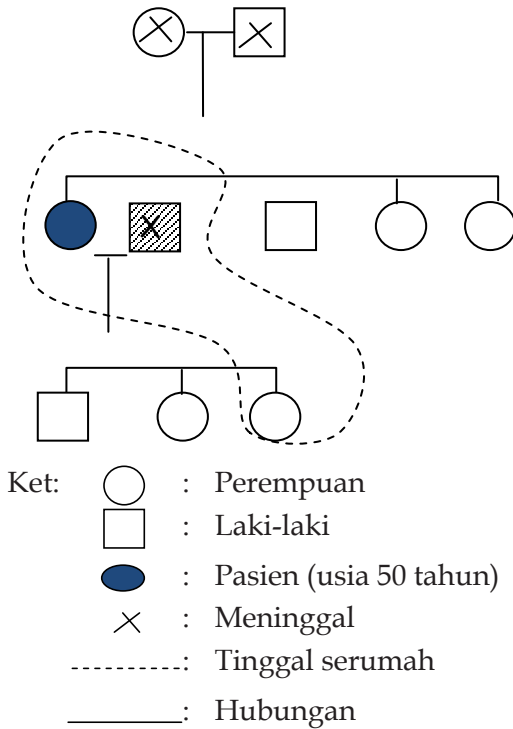 Ket: : Perempuan
: Laki-laki
: Pasien (usia 50 tahun)
: Meninggal
: Tinggal serumah
: Hubungan